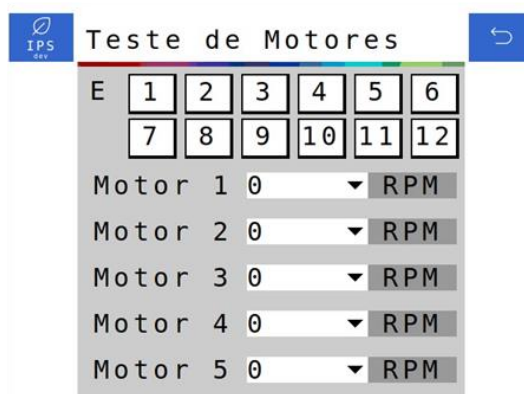 IPS
dev
Teste de Motores
E 1 2 3 4 5 6
7 8 9 10 11 12
Motor 1 0 RPM
Motor 2 0 RPM
Motor 3 0 RPM
Motor 4 0 RPM
Motor 5 0 RPM